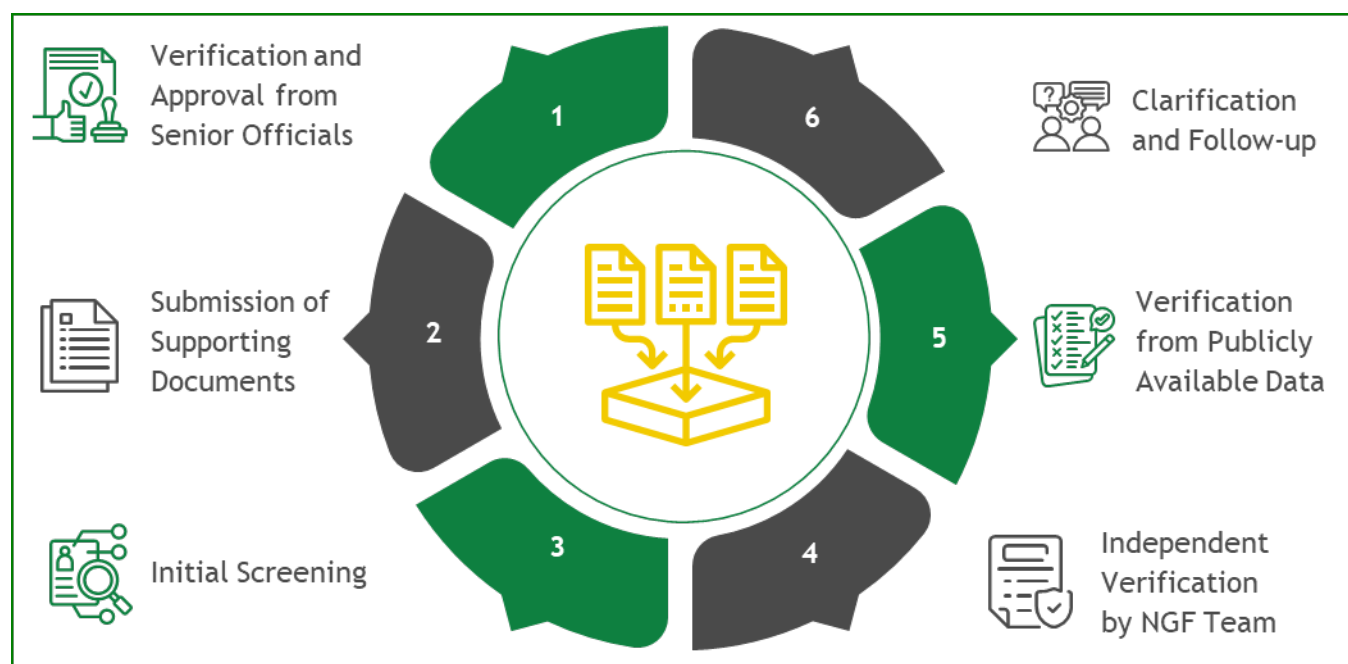 Verification and
Approval from
Senior Officials
1
2
Submission of
Supporting
Documents
3
Initial Screening
4
Independent
Verification
by NGF Team
5
Verification
from Publicly
Available Data
6
Clarification
and Follow-up
?